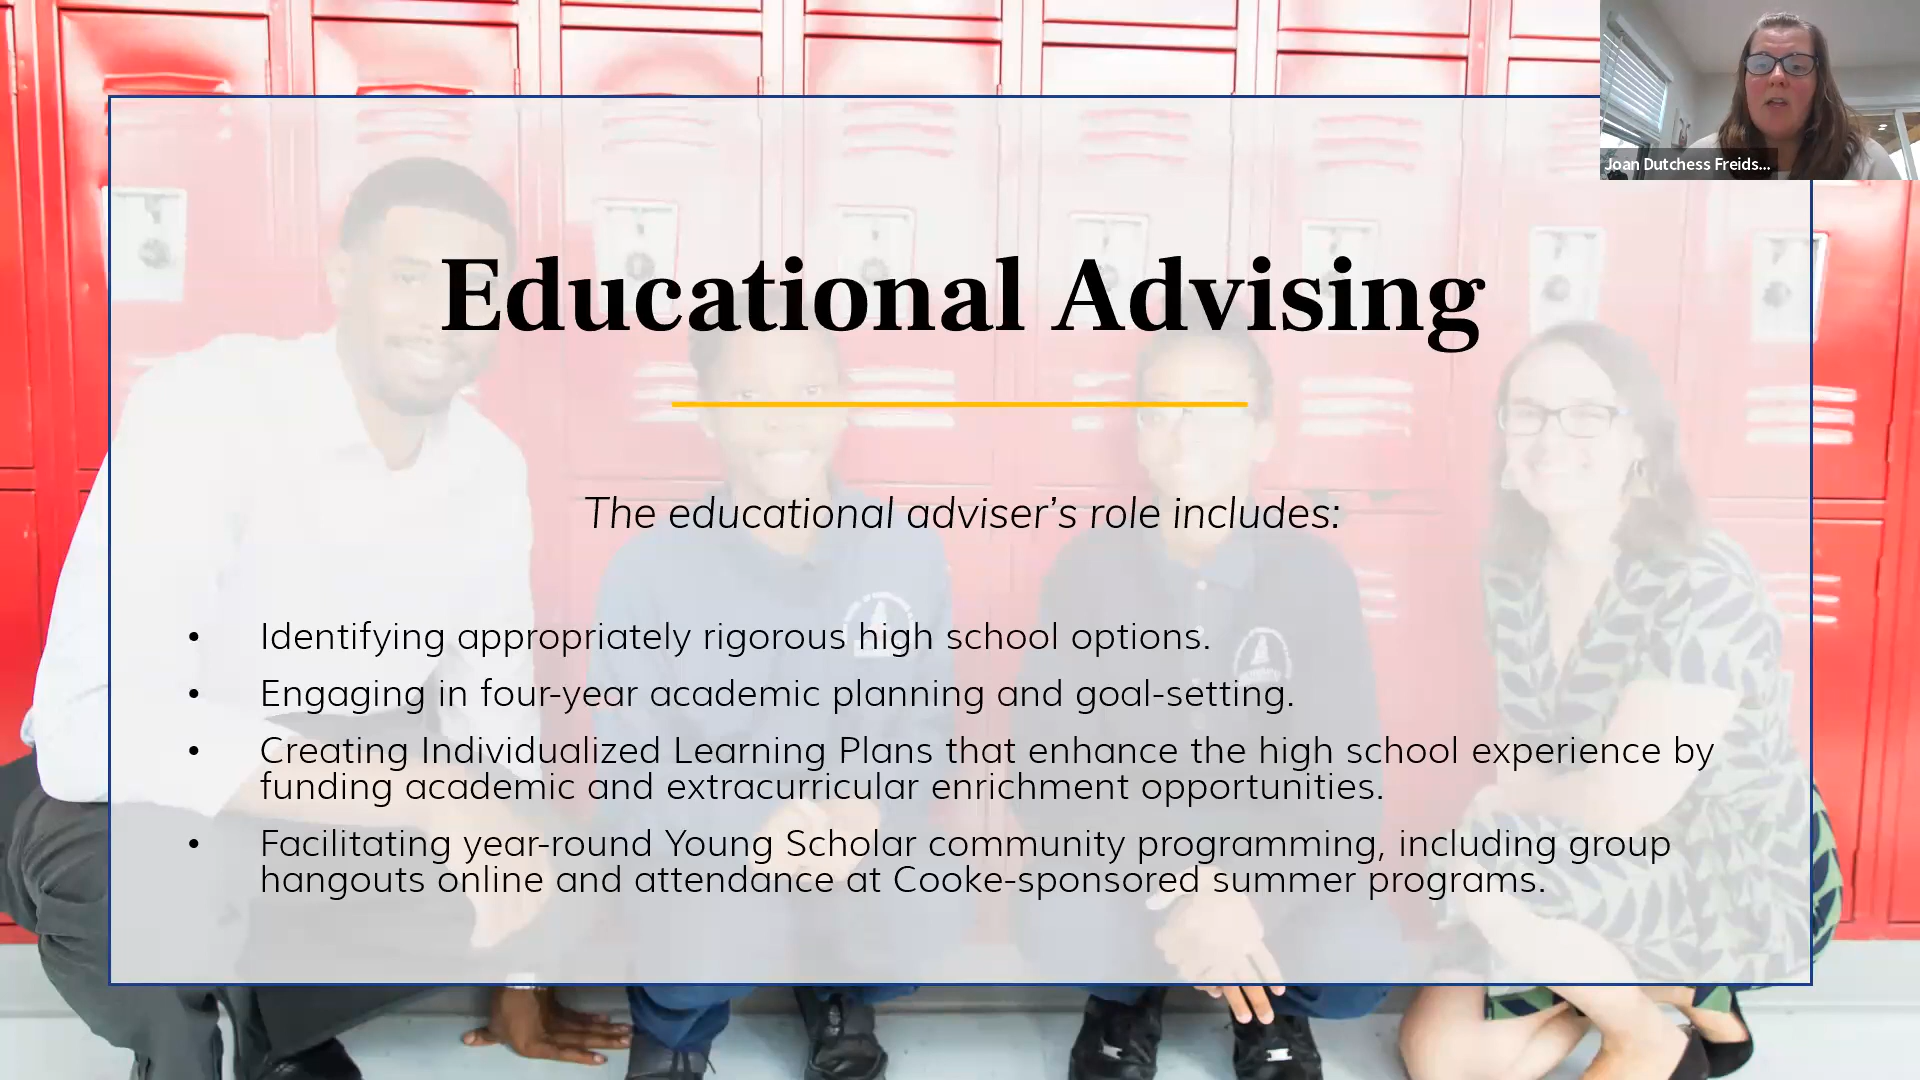 Joan Dutchess Freids...
Educational Advising
The educational adviser’s role includes:
• Identifying appropriately rigorous high school options.
• Engaging in four-year academic planning and goal-setting.
• Creating Individualized Learning Plans that enhance the high school experience by
funding academic and extracurricular enrichment opportunities.
• Facilitating year-round Young Scholar community programming, including group
hangouts online and attendance at Cooke-sponsored summer programs.